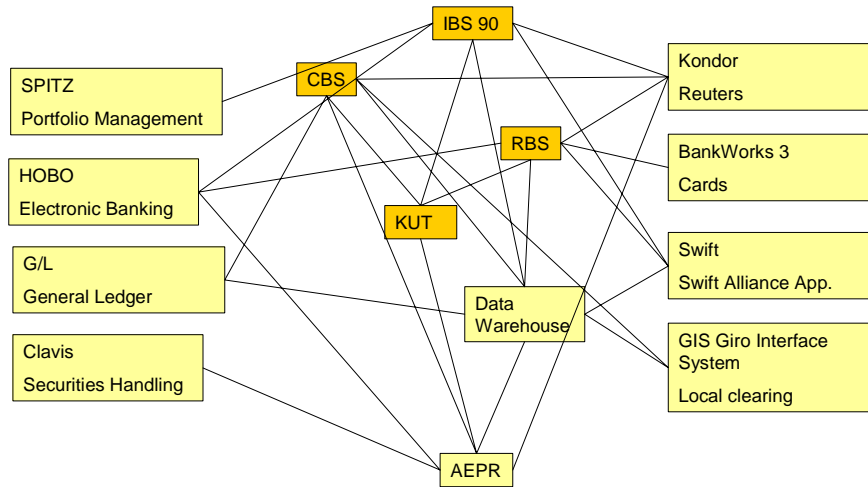 IBS 90
CBS
SPITZ
Portfolio Management
Kondor
Reuters
RBS
BankWorks 3
Cards
HOBO
Electronic Banking
KUT
G/L
General Ledger
Swift
Swift Alliance App.
Data
Warehouse
Clavis
Securities Handling
GIS Giro Interface
System
Local clearing
AEPR